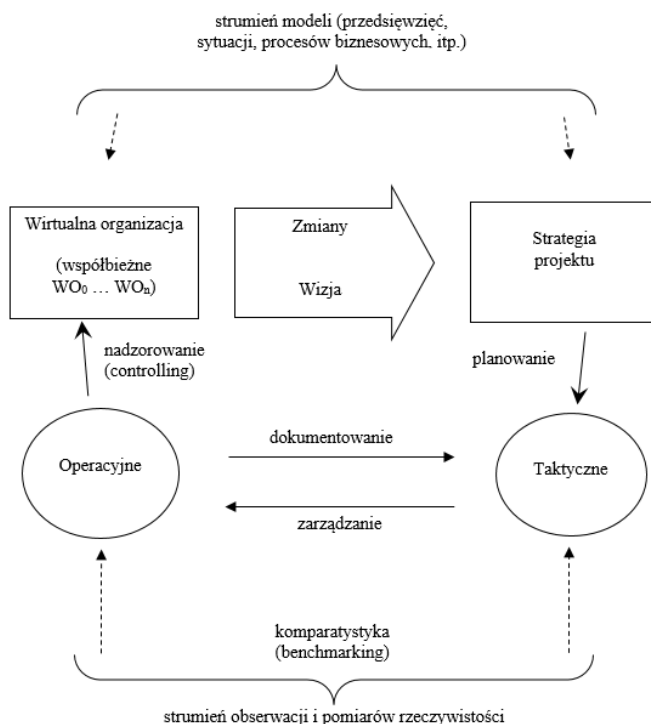 strumień modeli (przedsięwzięć,
sytuacji, procesów biznesowych, itp.)
Wirtualna organizacja
(współbieżne
WO₀ … WOₙ)
Zmiany
Wizja
Strategia
projektu
nadzorowanie
(controlling)
planowanie
Operacyjne
dokumentowanie
Taktyczne
zarządzanie
komparatystyka
(benchmarking)
strumień obserwacji i pomiarów rzeczywistości